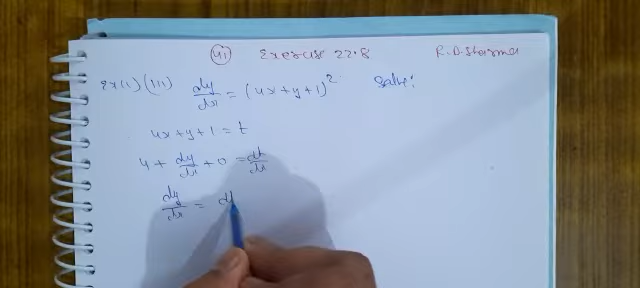 (41) Exercise 22.8 R.D.Sharma
Ex(1) (iii) dy/dx = (4x+y+1)² Solve:
4x+y+1 = t
4 + dy/dx + 0 = dt/dx
dy/dx = dt